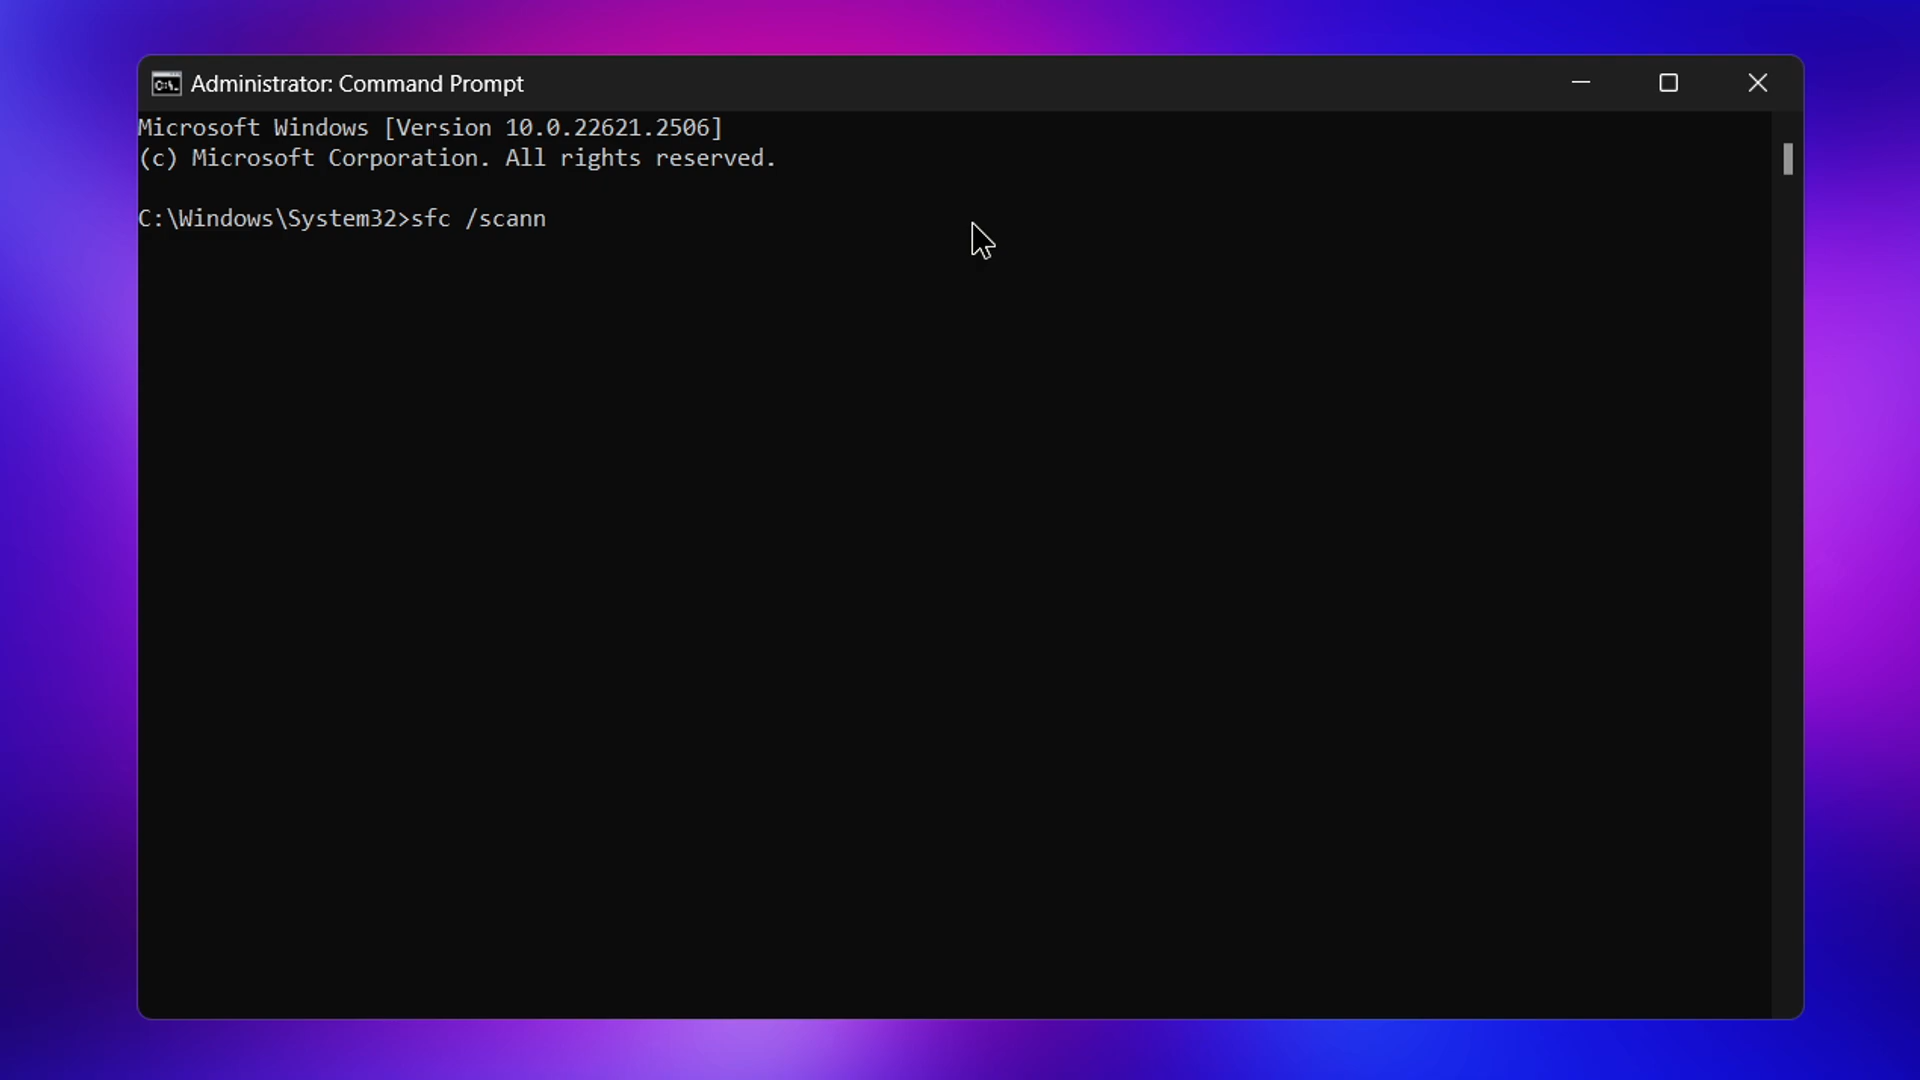 Administrator: Command Prompt
Microsoft Windows [Version 10.0.22621.2506]
(c) Microsoft Corporation. All rights reserved.
C:\Windows\System32>sfc /scann